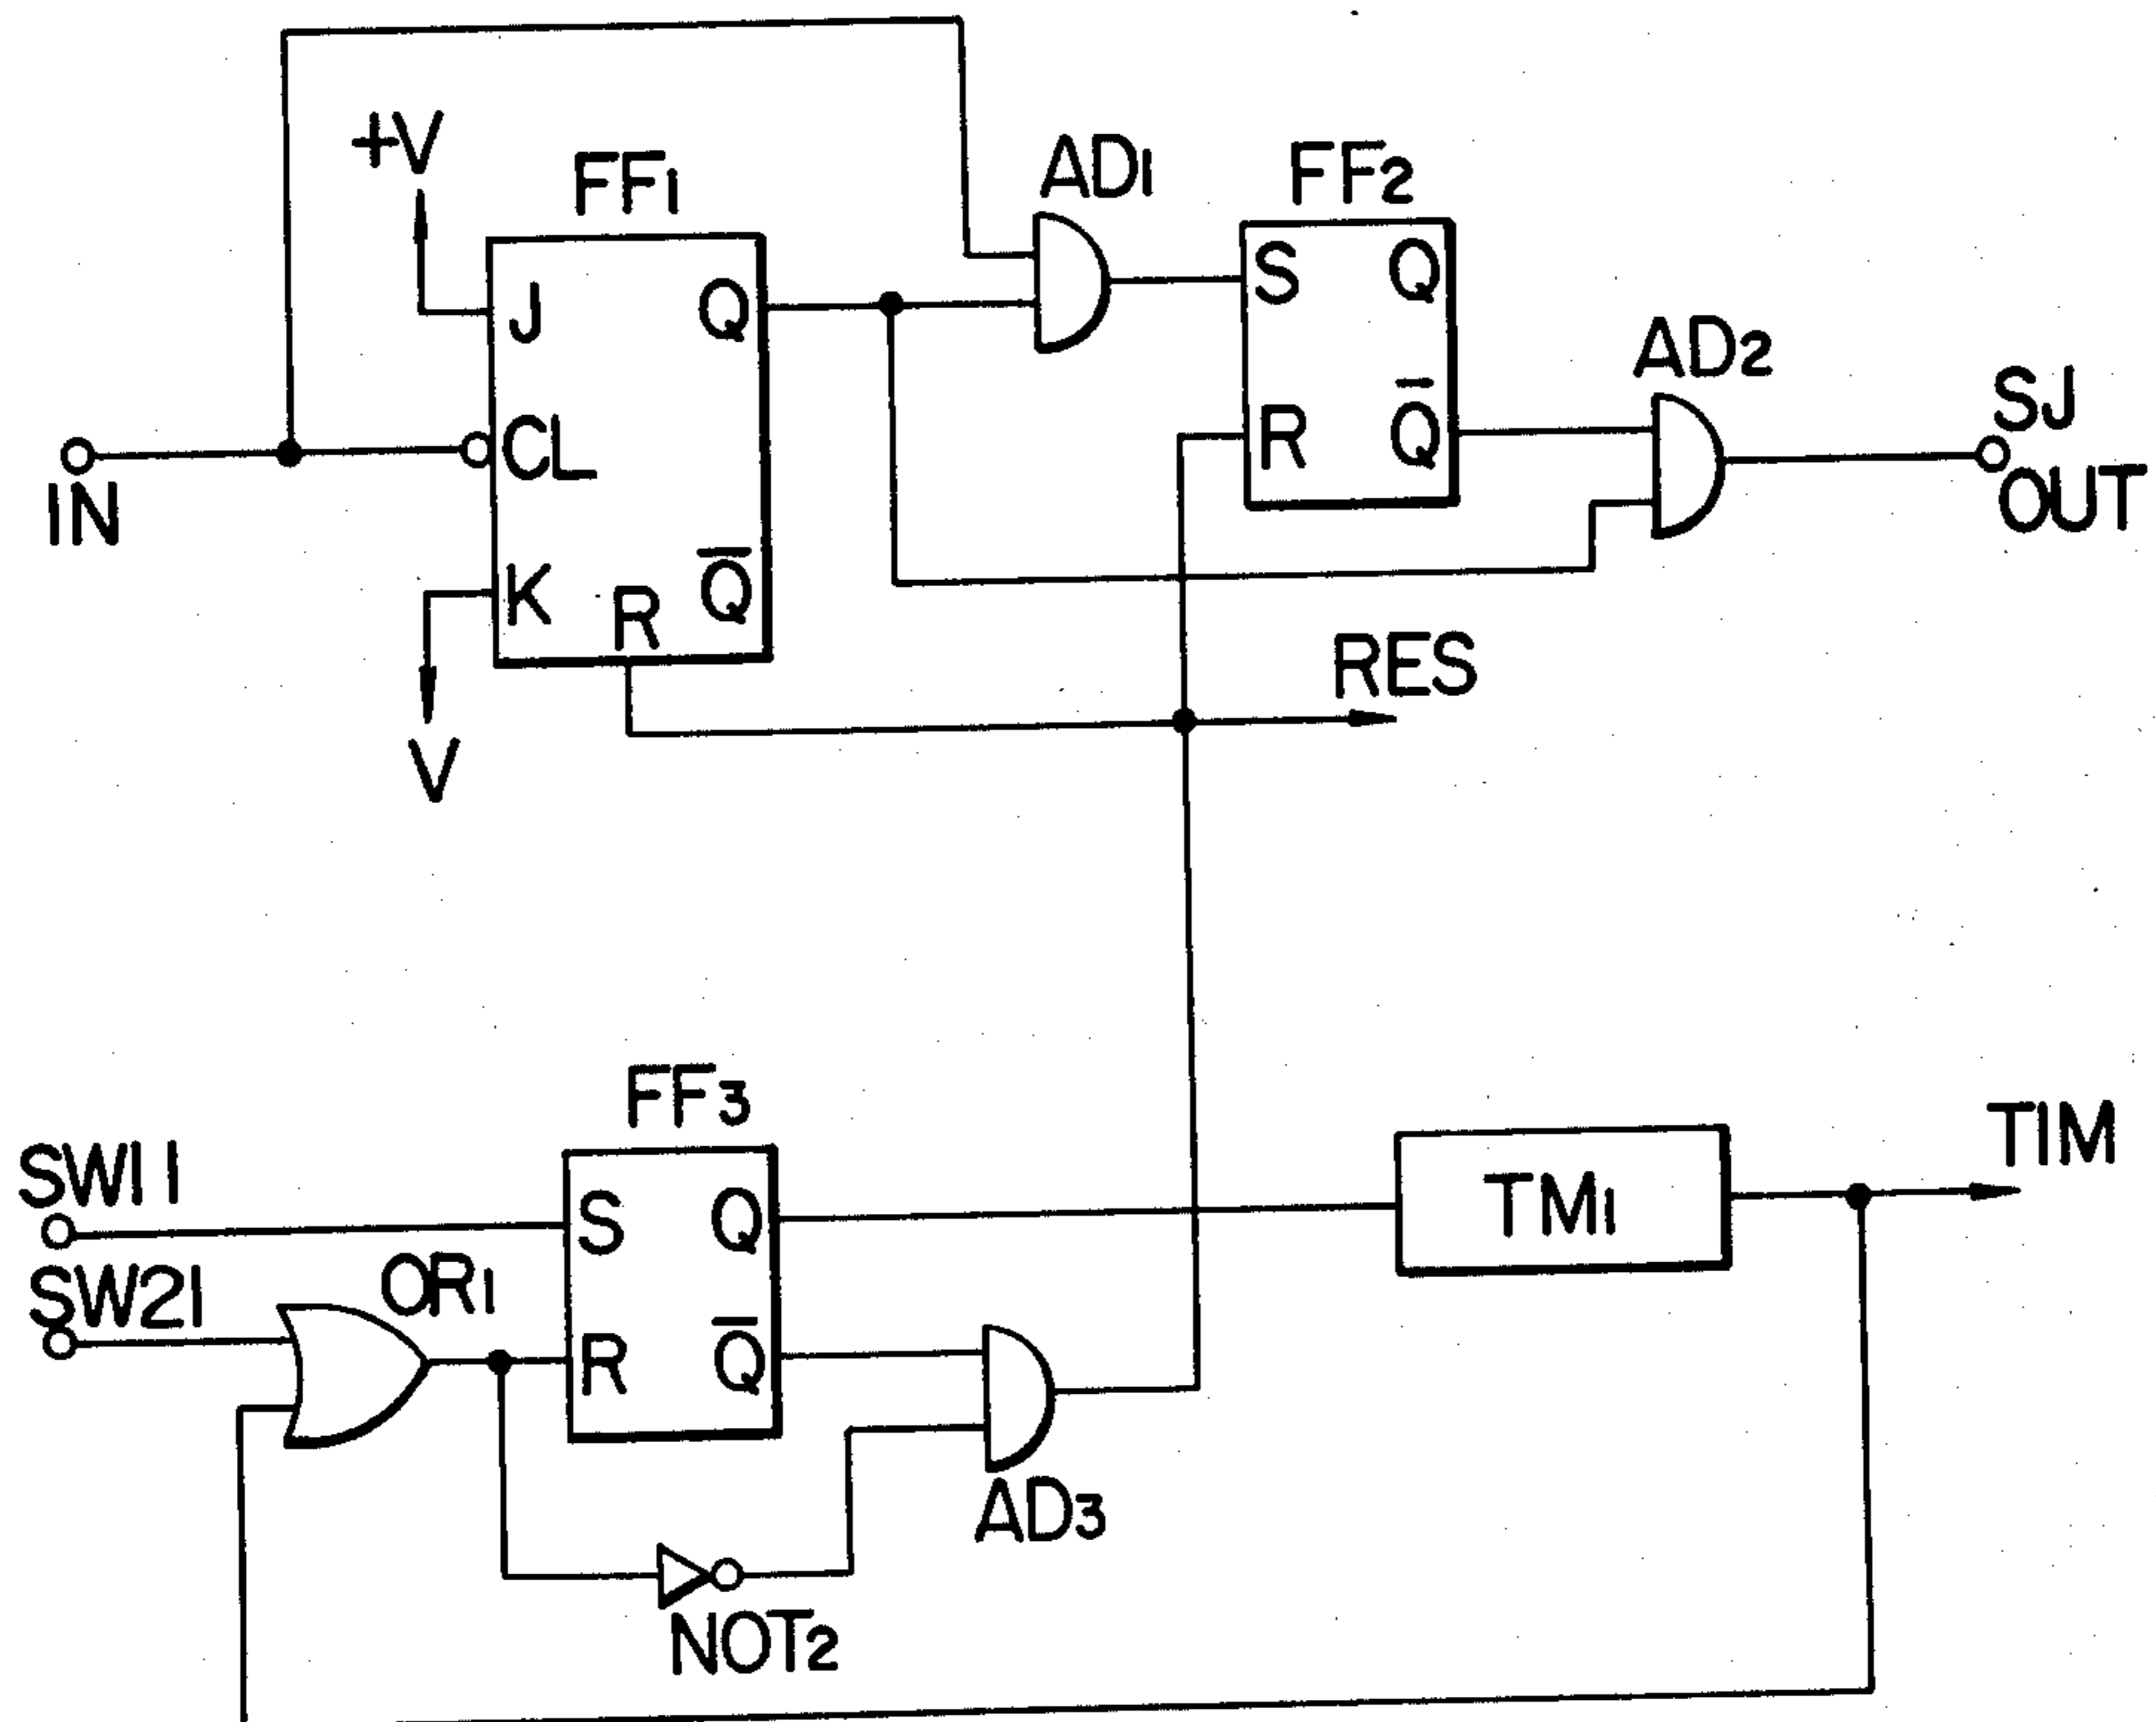 +V
FF1
AD1
FF2
J
Q
S
Q
AD2
SJ
OUT
IN
CL
R
Q̅
K
R
Q̅
RES
V
FF3
TIM
SW11
S
Q
TM1
SW21
OR1
R
Q̅
AD3
NOT2